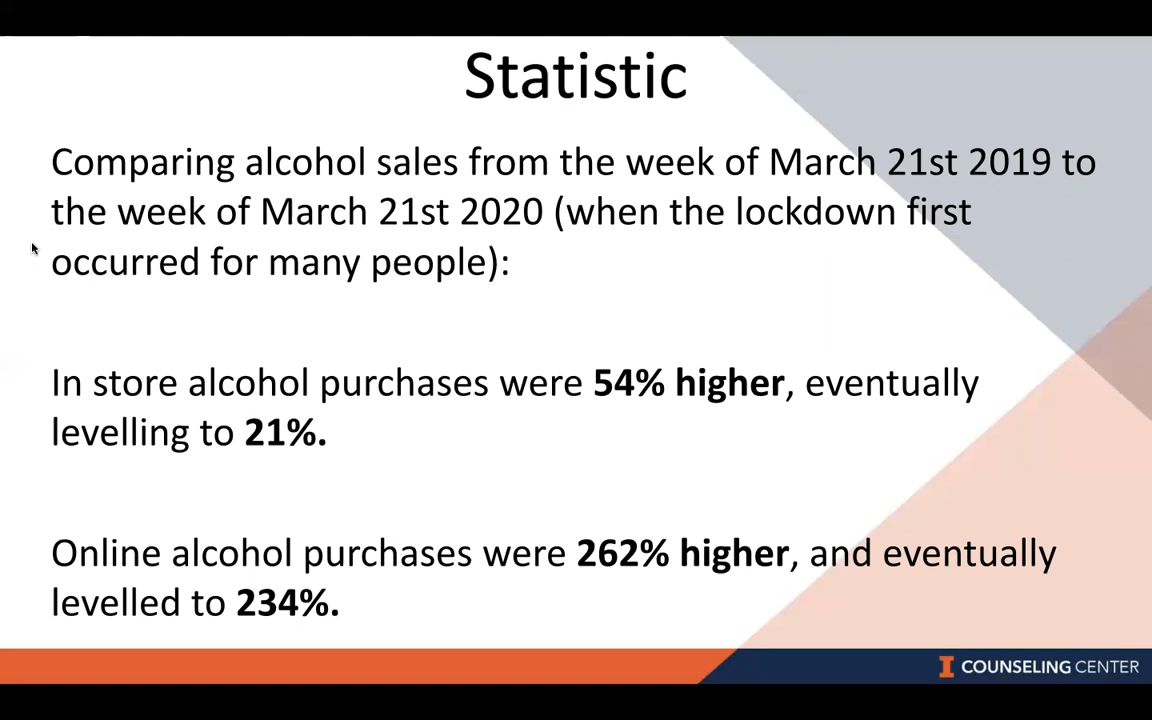 Statistic
Comparing alcohol sales from the week of March 21st 2019 to
the week of March 21st 2020 (when the lockdown first
occurred for many people):
In store alcohol purchases were 54% higher, eventually
levelling to 21%.
Online alcohol purchases were 262% higher, and eventually
levelled to 234%.
I COUNSELING CENTER